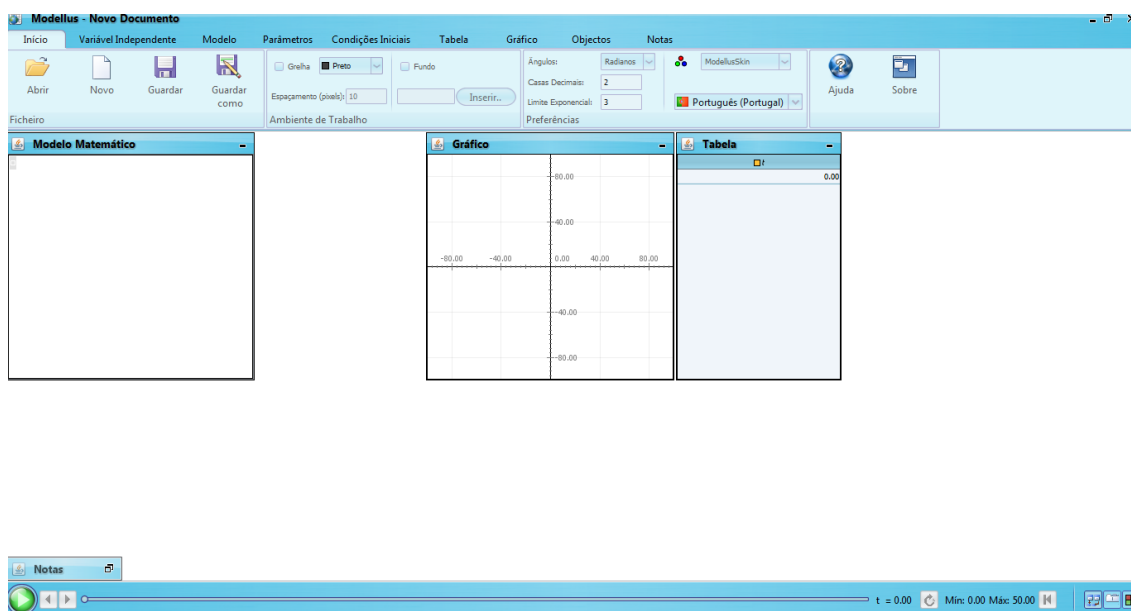 Modellus - Novo Documento
Início Variável Independente Modelo Parâmetros Condições Iniciais Tabela Gráfico Objectos Notas
Abrir Novo Guardar Guardar como
Ficheiro
Grelha Preto Fundo
Espaçamento (pixels): 10 Inserir..
Ambiente de Trabalho
Ângulos: Radianos
Casas Decimais: 2
Limite Exponencial: 3
Preferências
ModellusSkin
Português (Portugal)
Ajuda Sobre
Modelo Matemático
Gráfico
80.00
40.00
-80.00 -40.00 0.00 40.00 80.00
-40.00
-80.00
Tabela
t
0.00
Notas
t = 0.00 Mín: 0.00 Máx: 50.00